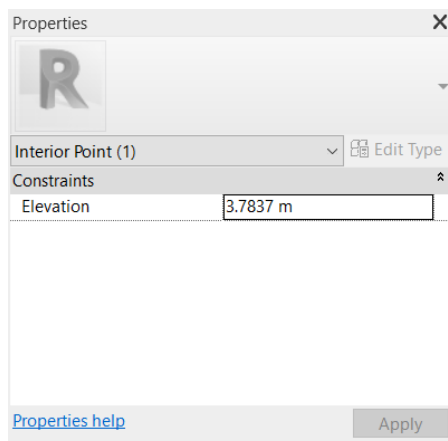 Properties
R
Interior Point (1)
Edit Type
Constraints
Elevation 3.7837 m
Properties help
Apply